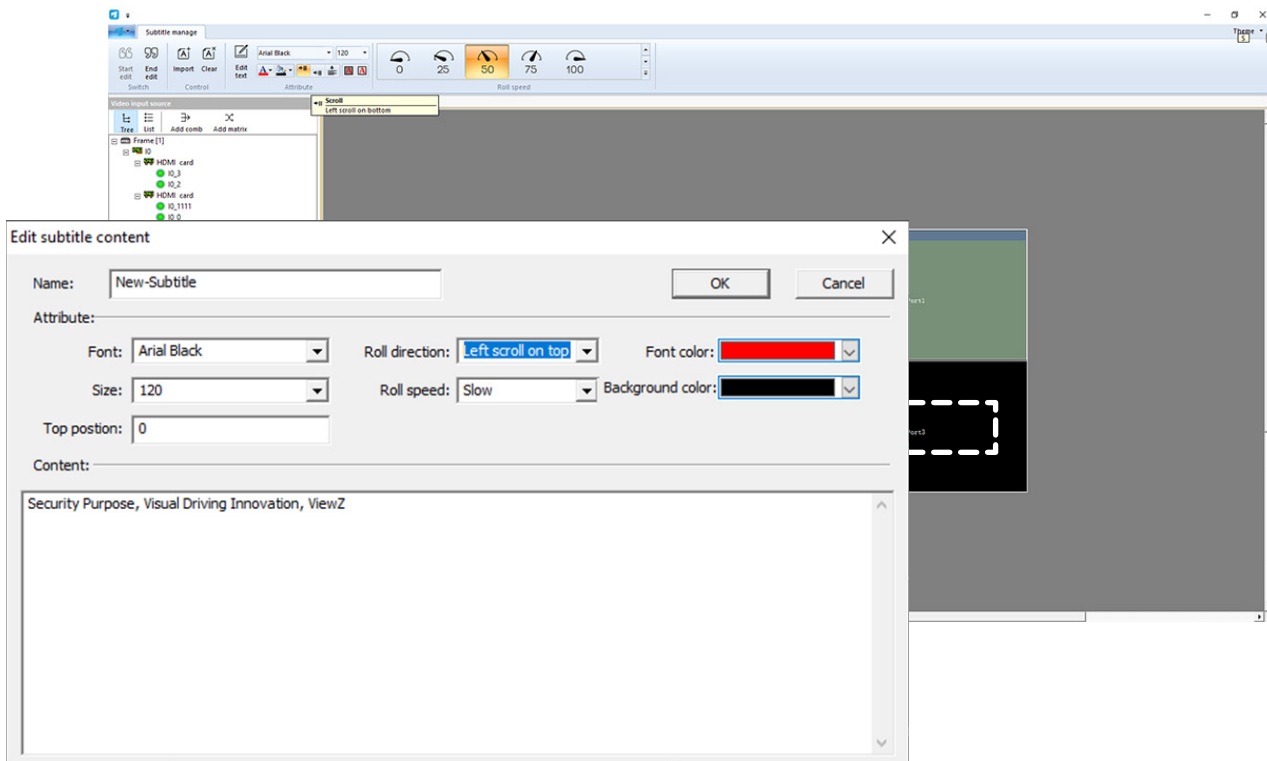 Subtitle manage
Theme
S
Start edit
End edit
Import
Clear
Edit text
Arial Black
120
0
25
50
75
100
Switch
Control
Attribute
Roll speed
Scroll
Left scroll on bottom
Video input source
Tree
List
Add comb
Add matrix
Frame [1]
I0
HDMI card
I0_3
I0_2
HDMI card
I0_1111
I0_0
Edit subtitle content
Name:
New-Subtitle
OK
Cancel
Attribute:
Font:
Arial Black
Roll direction:
Left scroll on top
Font color:
Size:
120
Roll speed:
Slow
Background color:
Top postion:
0
Content:
Security Purpose, Visual Driving Innovation, ViewZ
Port1
Port3